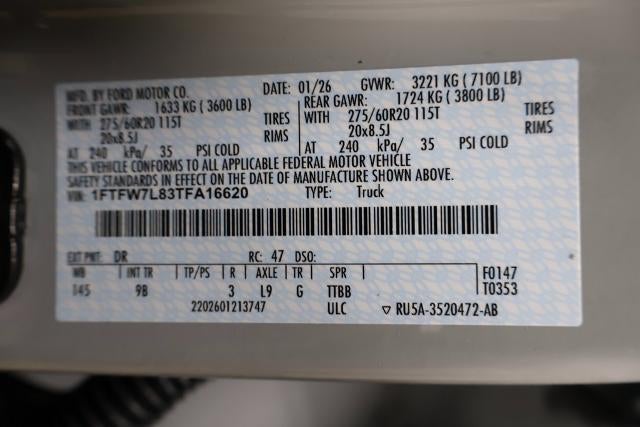 MFD. BY FORD MOTOR CO. DATE: 01/26 GVWR: 3221 KG ( 7100 LB)
FRONT GAWR: 1633 KG ( 3600 LB) REAR GAWR: 1724 KG ( 3800 LB)
WITH 275/60R20 115T TIRES WITH 275/60R20 115T TIRES
20x8.5J RIMS 20x8.5J RIMS
AT 240 kPa/ 35 PSI COLD AT 240 kPa/ 35 PSI COLD
THIS VEHICLE CONFORMS TO ALL APPLICABLE FEDERAL MOTOR VEHICLE
SAFTY STANDARDS IN EFFECT ON THE DATE OF MANUFACTURE SHOWN ABOVE.
VIN: 1FTFW7L83TFA16620 TYPE: Truck
EXT PNT: DR RC: 47 DSO:
WB INT TR TP/PS R AXLE TR SPR F0147
145 9B 3 L9 G TTBB T0353
2202601213747 ULC ▽ RU5A-3520472-AB